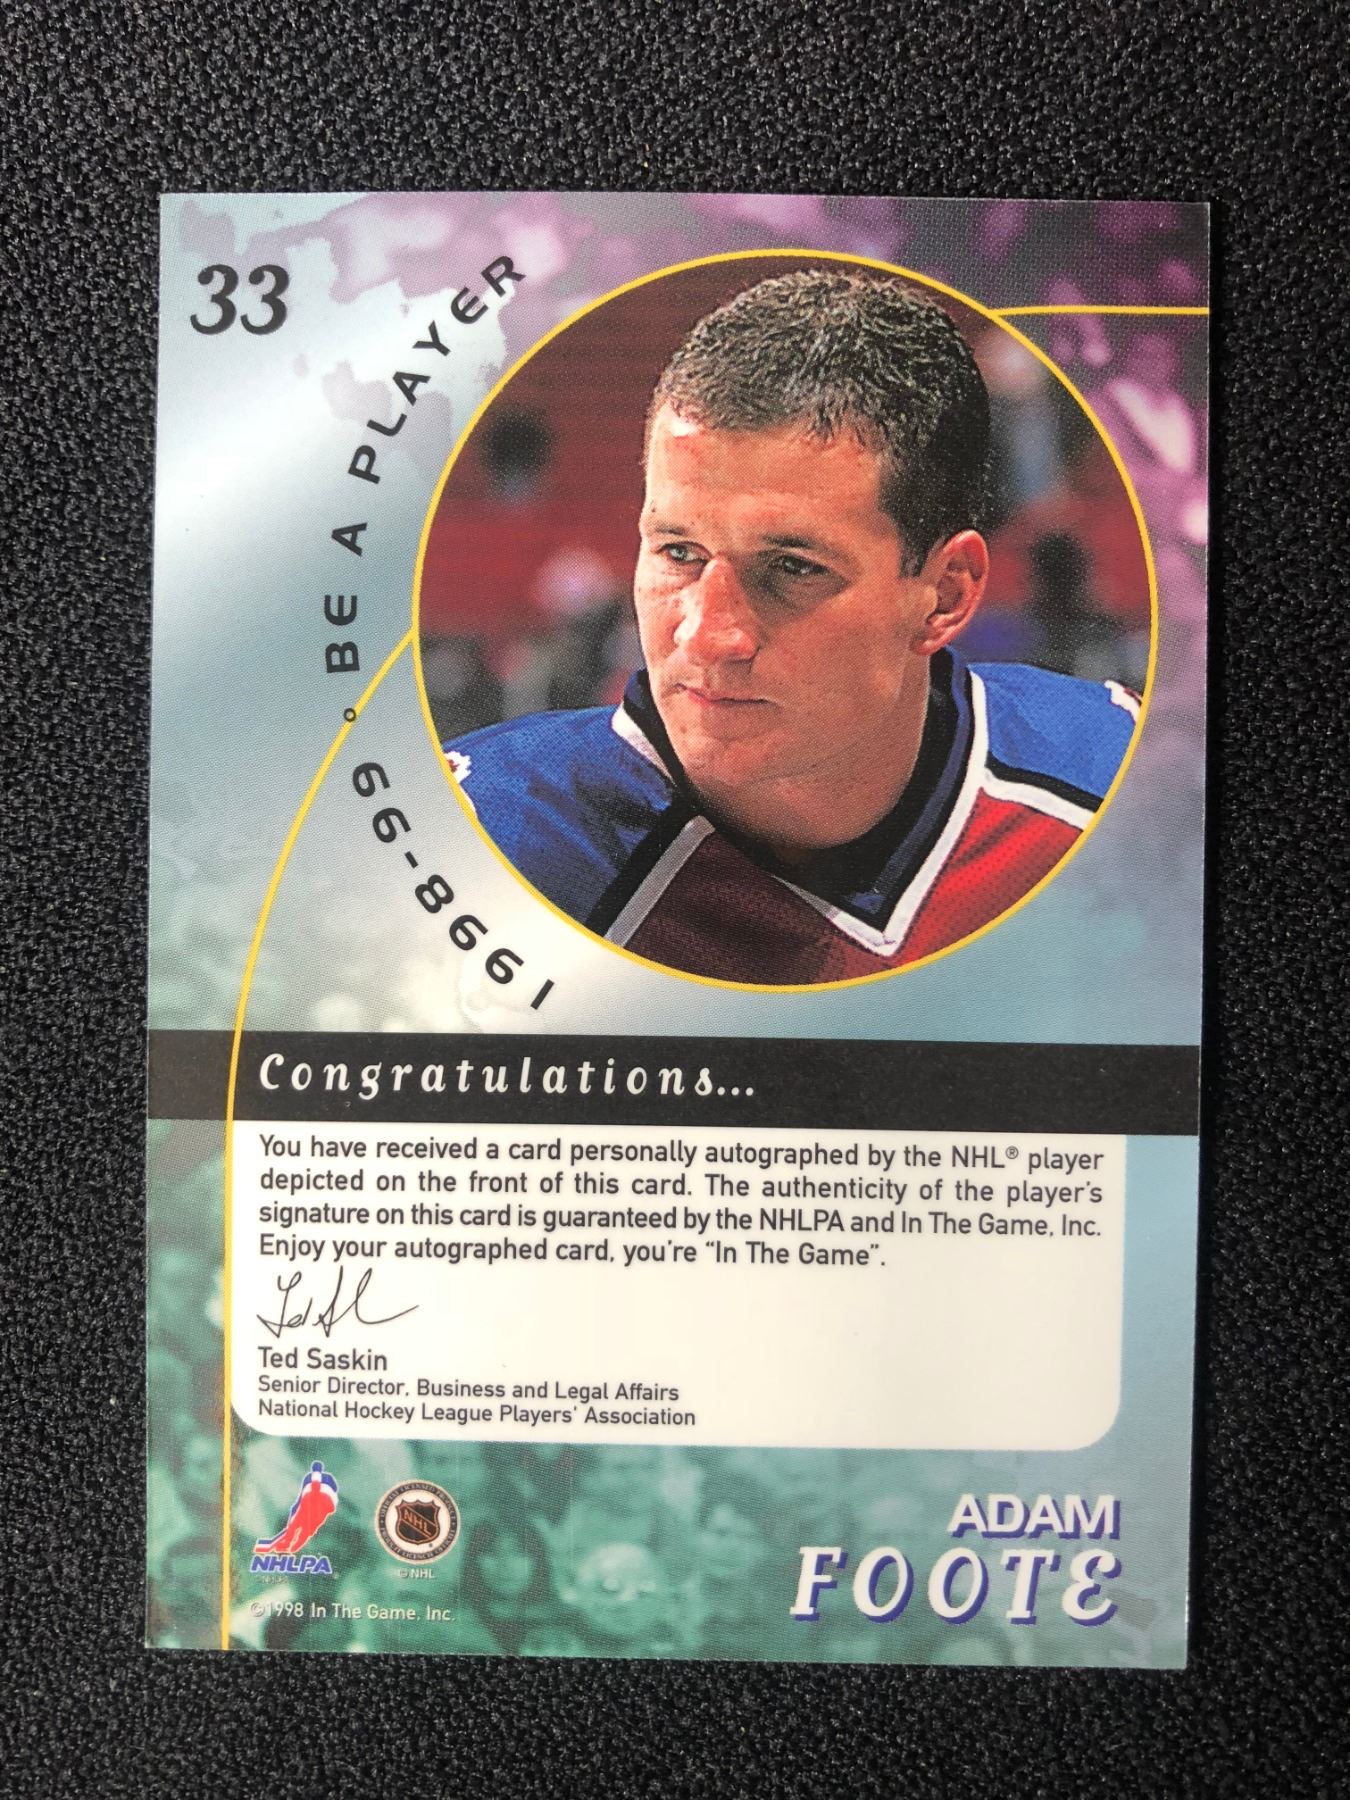 33
1998-99 • BE A PLAYER
Congratulations...
You have received a card personally autographed by the NHL® player
depicted on the front of this card. The authenticity of the player's
signature on this card is guaranteed by the NHLPA and In The Game, Inc.
Enjoy your autographed card, you're "In The Game".
Ted Saskin
Senior Director, Business and Legal Affairs
National Hockey League Players' Association
NHLPA
NHL
© NHL
©1998 In The Game, Inc.
ADAM
FOOTE